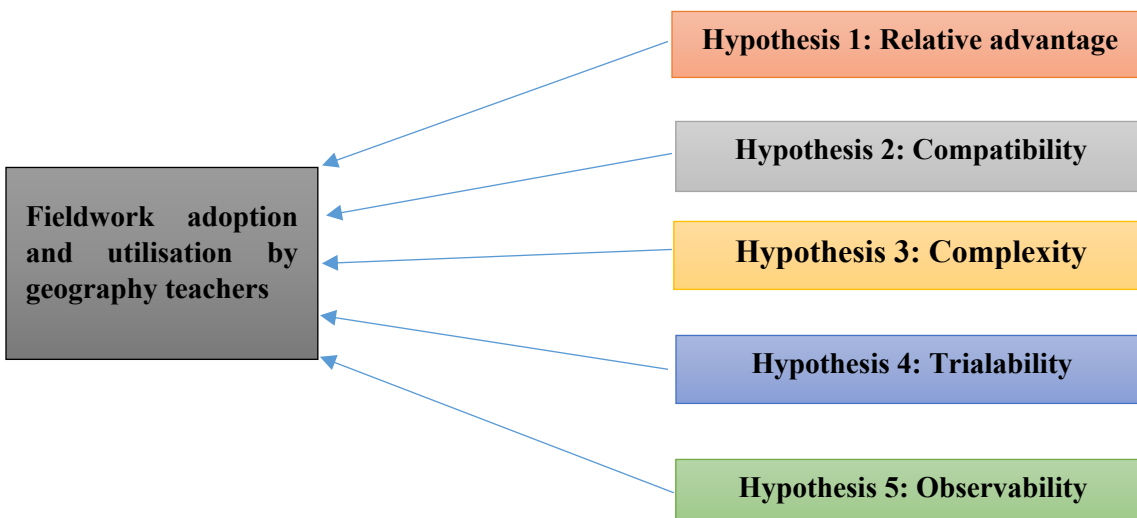 Hypothesis 1: Relative advantage
Hypothesis 2: Compatibility
Fieldwork adoption
and utilisation by
geography teachers
Hypothesis 3: Complexity
Hypothesis 4: Trialability
Hypothesis 5: Observability